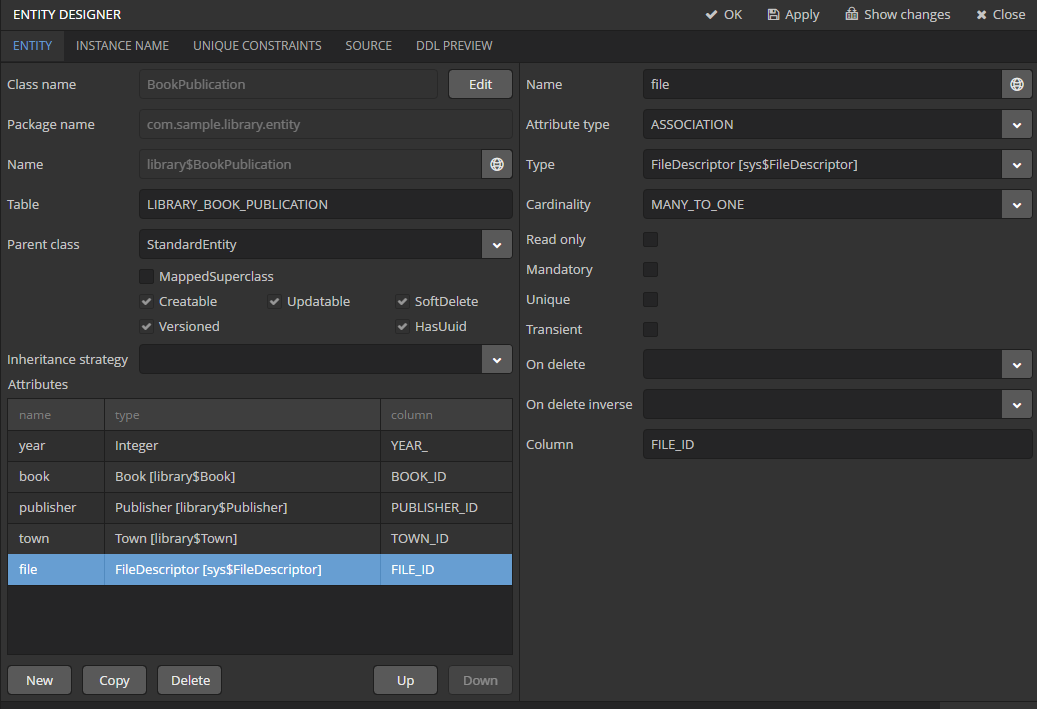 ENTITY DESIGNER
OK Apply Show changes Close
ENTITY INSTANCE NAME UNIQUE CONSTRAINTS SOURCE DDL PREVIEW
Class name BookPublication Edit
Package name com.sample.library.entity
Name library$BookPublication
Table LIBRARY_BOOK_PUBLICATION
Parent class StandardEntity
MappedSuperclass
Creatable Updatable SoftDelete
Versioned HasUuid
Inheritance strategy
Attributes
name type column
year Integer YEAR_
book Book [library$Book] BOOK_ID
publisher Publisher [library$Publisher] PUBLISHER_ID
town Town [library$Town] TOWN_ID
file FileDescriptor [sys$FileDescriptor] FILE_ID
New Copy Delete Up Down
Name file
Attribute type ASSOCIATION
Type FileDescriptor [sys$FileDescriptor]
Cardinality MANY_TO_ONE
Read only
Mandatory
Unique
Transient
On delete
On delete inverse
Column FILE_ID